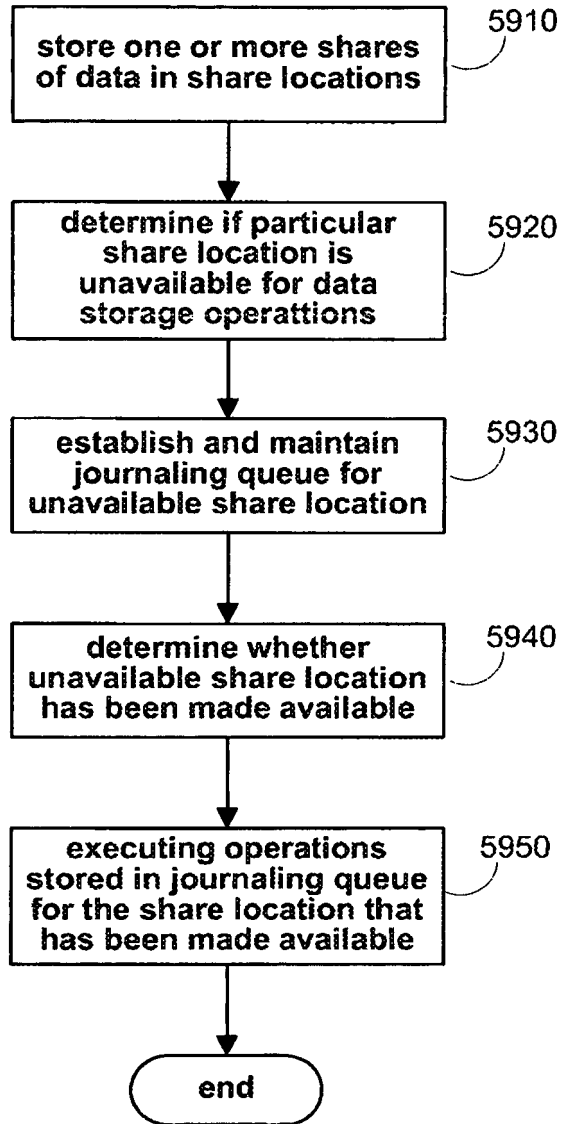 store one or more shares
of data in share locations
5910
determine if particular
share location is
unavailable for data
storage operattions
5920
establish and maintain
journaling queue for
unavailable share location
5930
determine whether
unavailable share location
has been made available
5940
executing operations
stored in journaling queue
for the share location that
has been made available
5950
end